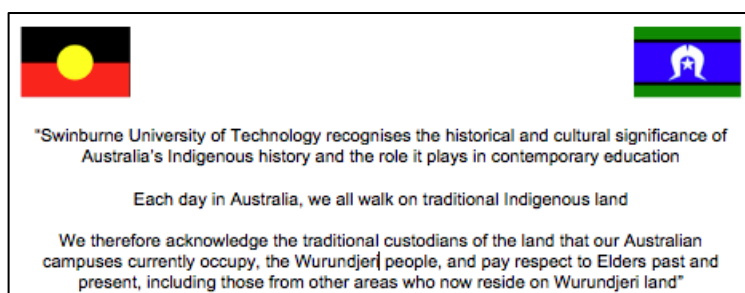 “Swinburne University of Technology recognises the historical and cultural significance of
Australia’s Indigenous history and the role it plays in contemporary education
Each day in Australia, we all walk on traditional Indigenous land
We therefore acknowledge the traditional custodians of the land that our Australian
campuses currently occupy, the Wurundjeri people, and pay respect to Elders past and
present, including those from other areas who now reside on Wurundjeri land”